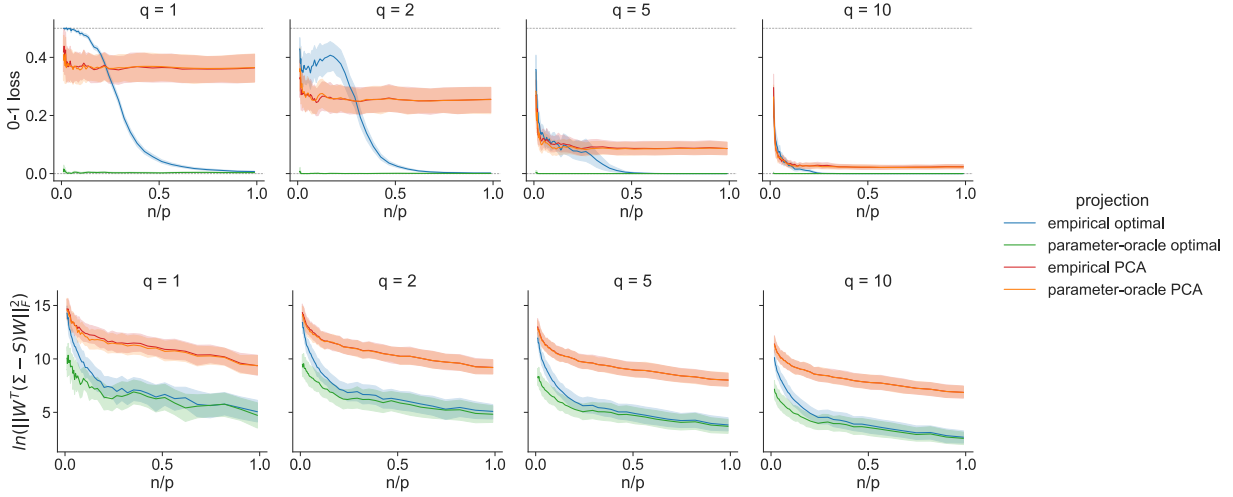 q = 1
q = 2
q = 5
q = 10
0-1 loss
0.4
0.2
0.0
0.0 0.5 1.0
0.0 0.5 1.0
0.0 0.5 1.0
0.0 0.5 1.0
n/p
n/p
n/p
n/p
projection
empirical optimal
parameter-oracle optimal
empirical PCA
parameter-oracle PCA
q = 1
q = 2
q = 5
q = 10
ln(||W^T(Σ − S)W||_F^2)
15
10
5
0.0 0.5 1.0
0.0 0.5 1.0
0.0 0.5 1.0
0.0 0.5 1.0
n/p
n/p
n/p
n/p